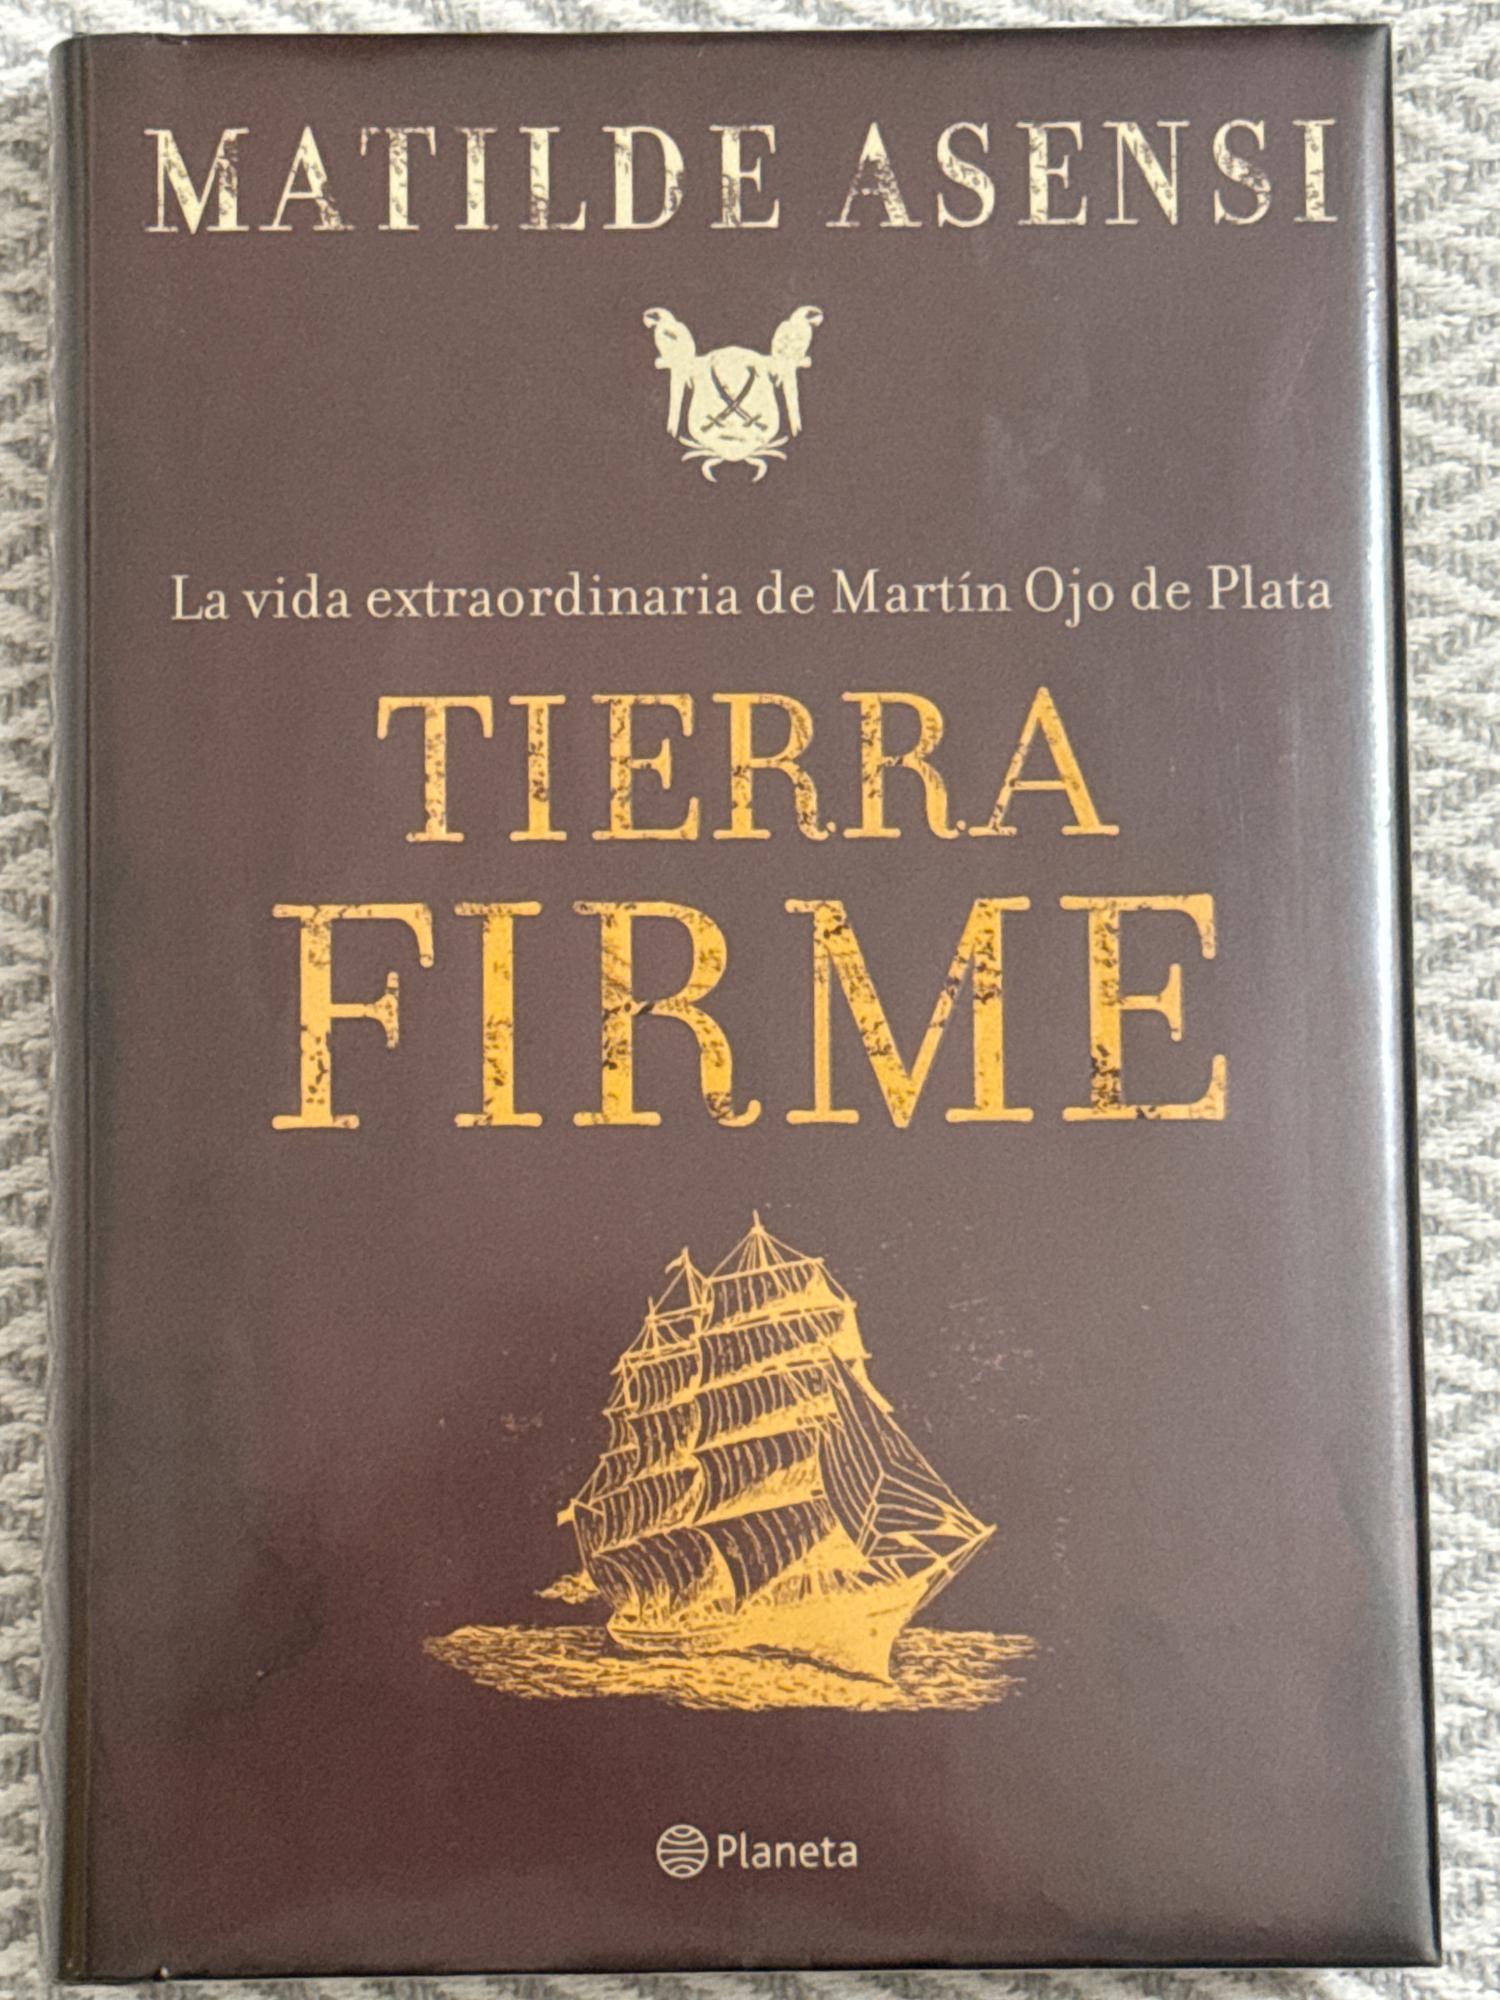 MATILDE ASENSI
La vida extraordinaria de Martín Ojo de Plata
TIERRA
FIRME
Planeta